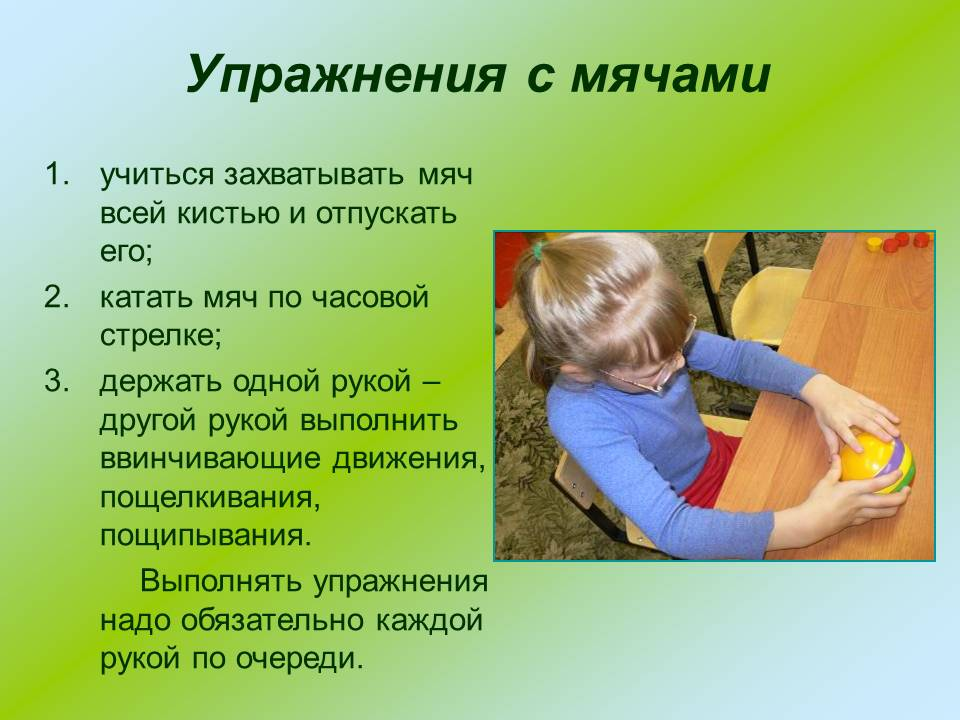 Упражнения с мячами
1. учиться захватывать мяч
всей кистью и отпускать
его;
2. катать мяч по часовой
стрелке;
3. держать одной рукой –
другой рукой выполнить
ввинчивающие движения,
пощелкивания,
пощипывания.
Выполнять упражнения
надо обязательно каждой
рукой по очереди.